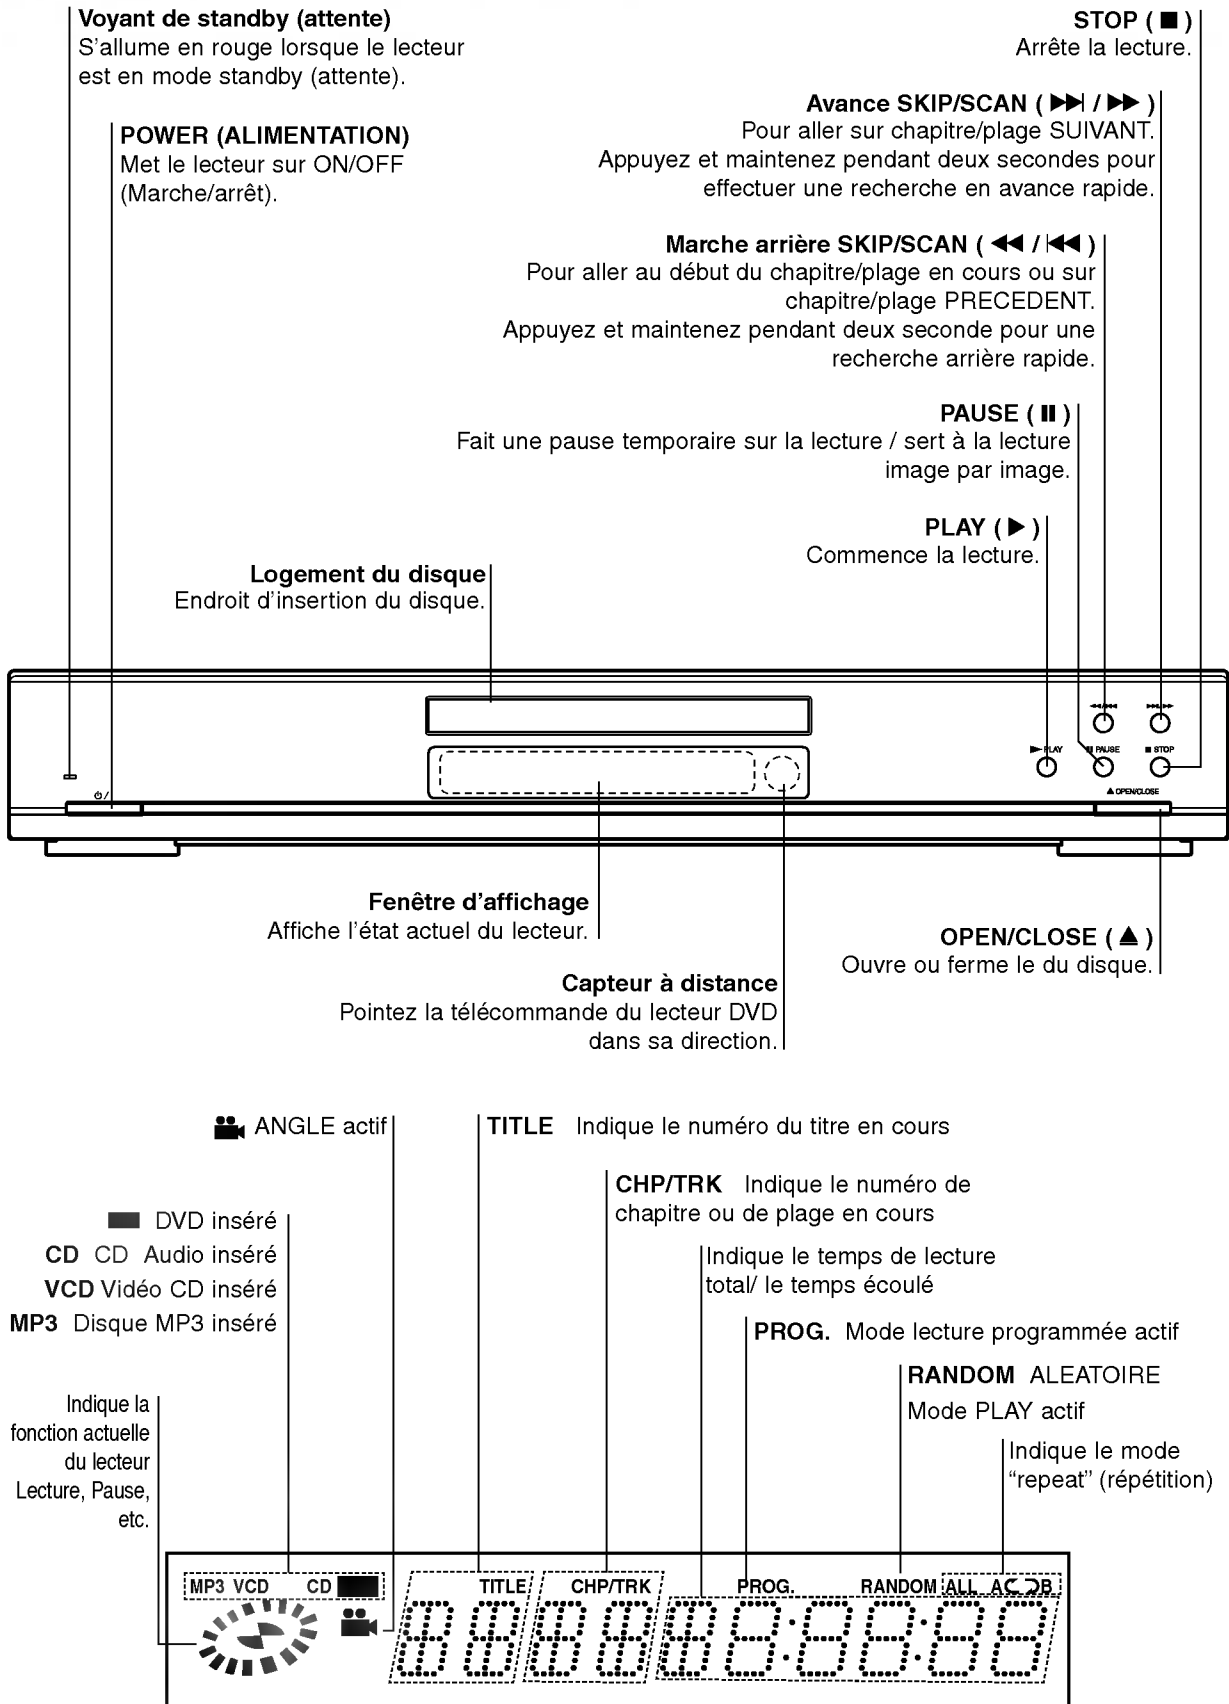 Voyant de standby (attente)
S'allume en rouge lorsque le lecteur
est en mode standby (attente).
POWER (ALIMENTATION)
Met le lecteur sur ON/OFF
(Marche/arrêt).
STOP ( ■ )
Arrête la lecture.
Avance SKIP/SCAN ( ▶▶| / ▶▶ )
Pour aller sur chapitre/plage SUIVANT.
Appuyez et maintenez pendant deux secondes pour
effectuer une recherche en avance rapide.
Marche arrière SKIP/SCAN ( ◀◀ / |◀◀ )
Pour aller au début du chapitre/plage en cours ou sur
chapitre/plage PRECEDENT.
Appuyez et maintenez pendant deux seconde pour une
recherche arrière rapide.
PAUSE ( II )
Fait une pause temporaire sur la lecture / sert à la lecture
image par image.
PLAY ( ▶ )
Commence la lecture.
Logement du disque
Endroit d'insertion du disque.
◀◀/|◀◀ ▶▶|/▶▶
▶ PLAY II PAUSE ■ STOP
⏻/
▲ OPEN/CLOSE
Fenêtre d'affichage
Affiche l'état actuel du lecteur.
OPEN/CLOSE ( ▲ )
Ouvre ou ferme le du disque.
Capteur à distance
Pointez la télécommande du lecteur DVD
dans sa direction.
ANGLE actif
TITLE Indique le numéro du titre en cours
CHP/TRK Indique le numéro de
chapitre ou de plage en cours
DVD inséré
CD CD Audio inséré
VCD Vidéo CD inséré
MP3 Disque MP3 inséré
Indique le temps de lecture
total/ le temps écoulé
PROG. Mode lecture programmée actif
RANDOM ALEATOIRE
Mode PLAY actif
Indique le mode
“repeat” (répétition)
Indique la
fonction actuelle
du lecteur
Lecture, Pause,
etc.
MP3 VCD CD TITLE CHP/TRK PROG. RANDOM ALL A B